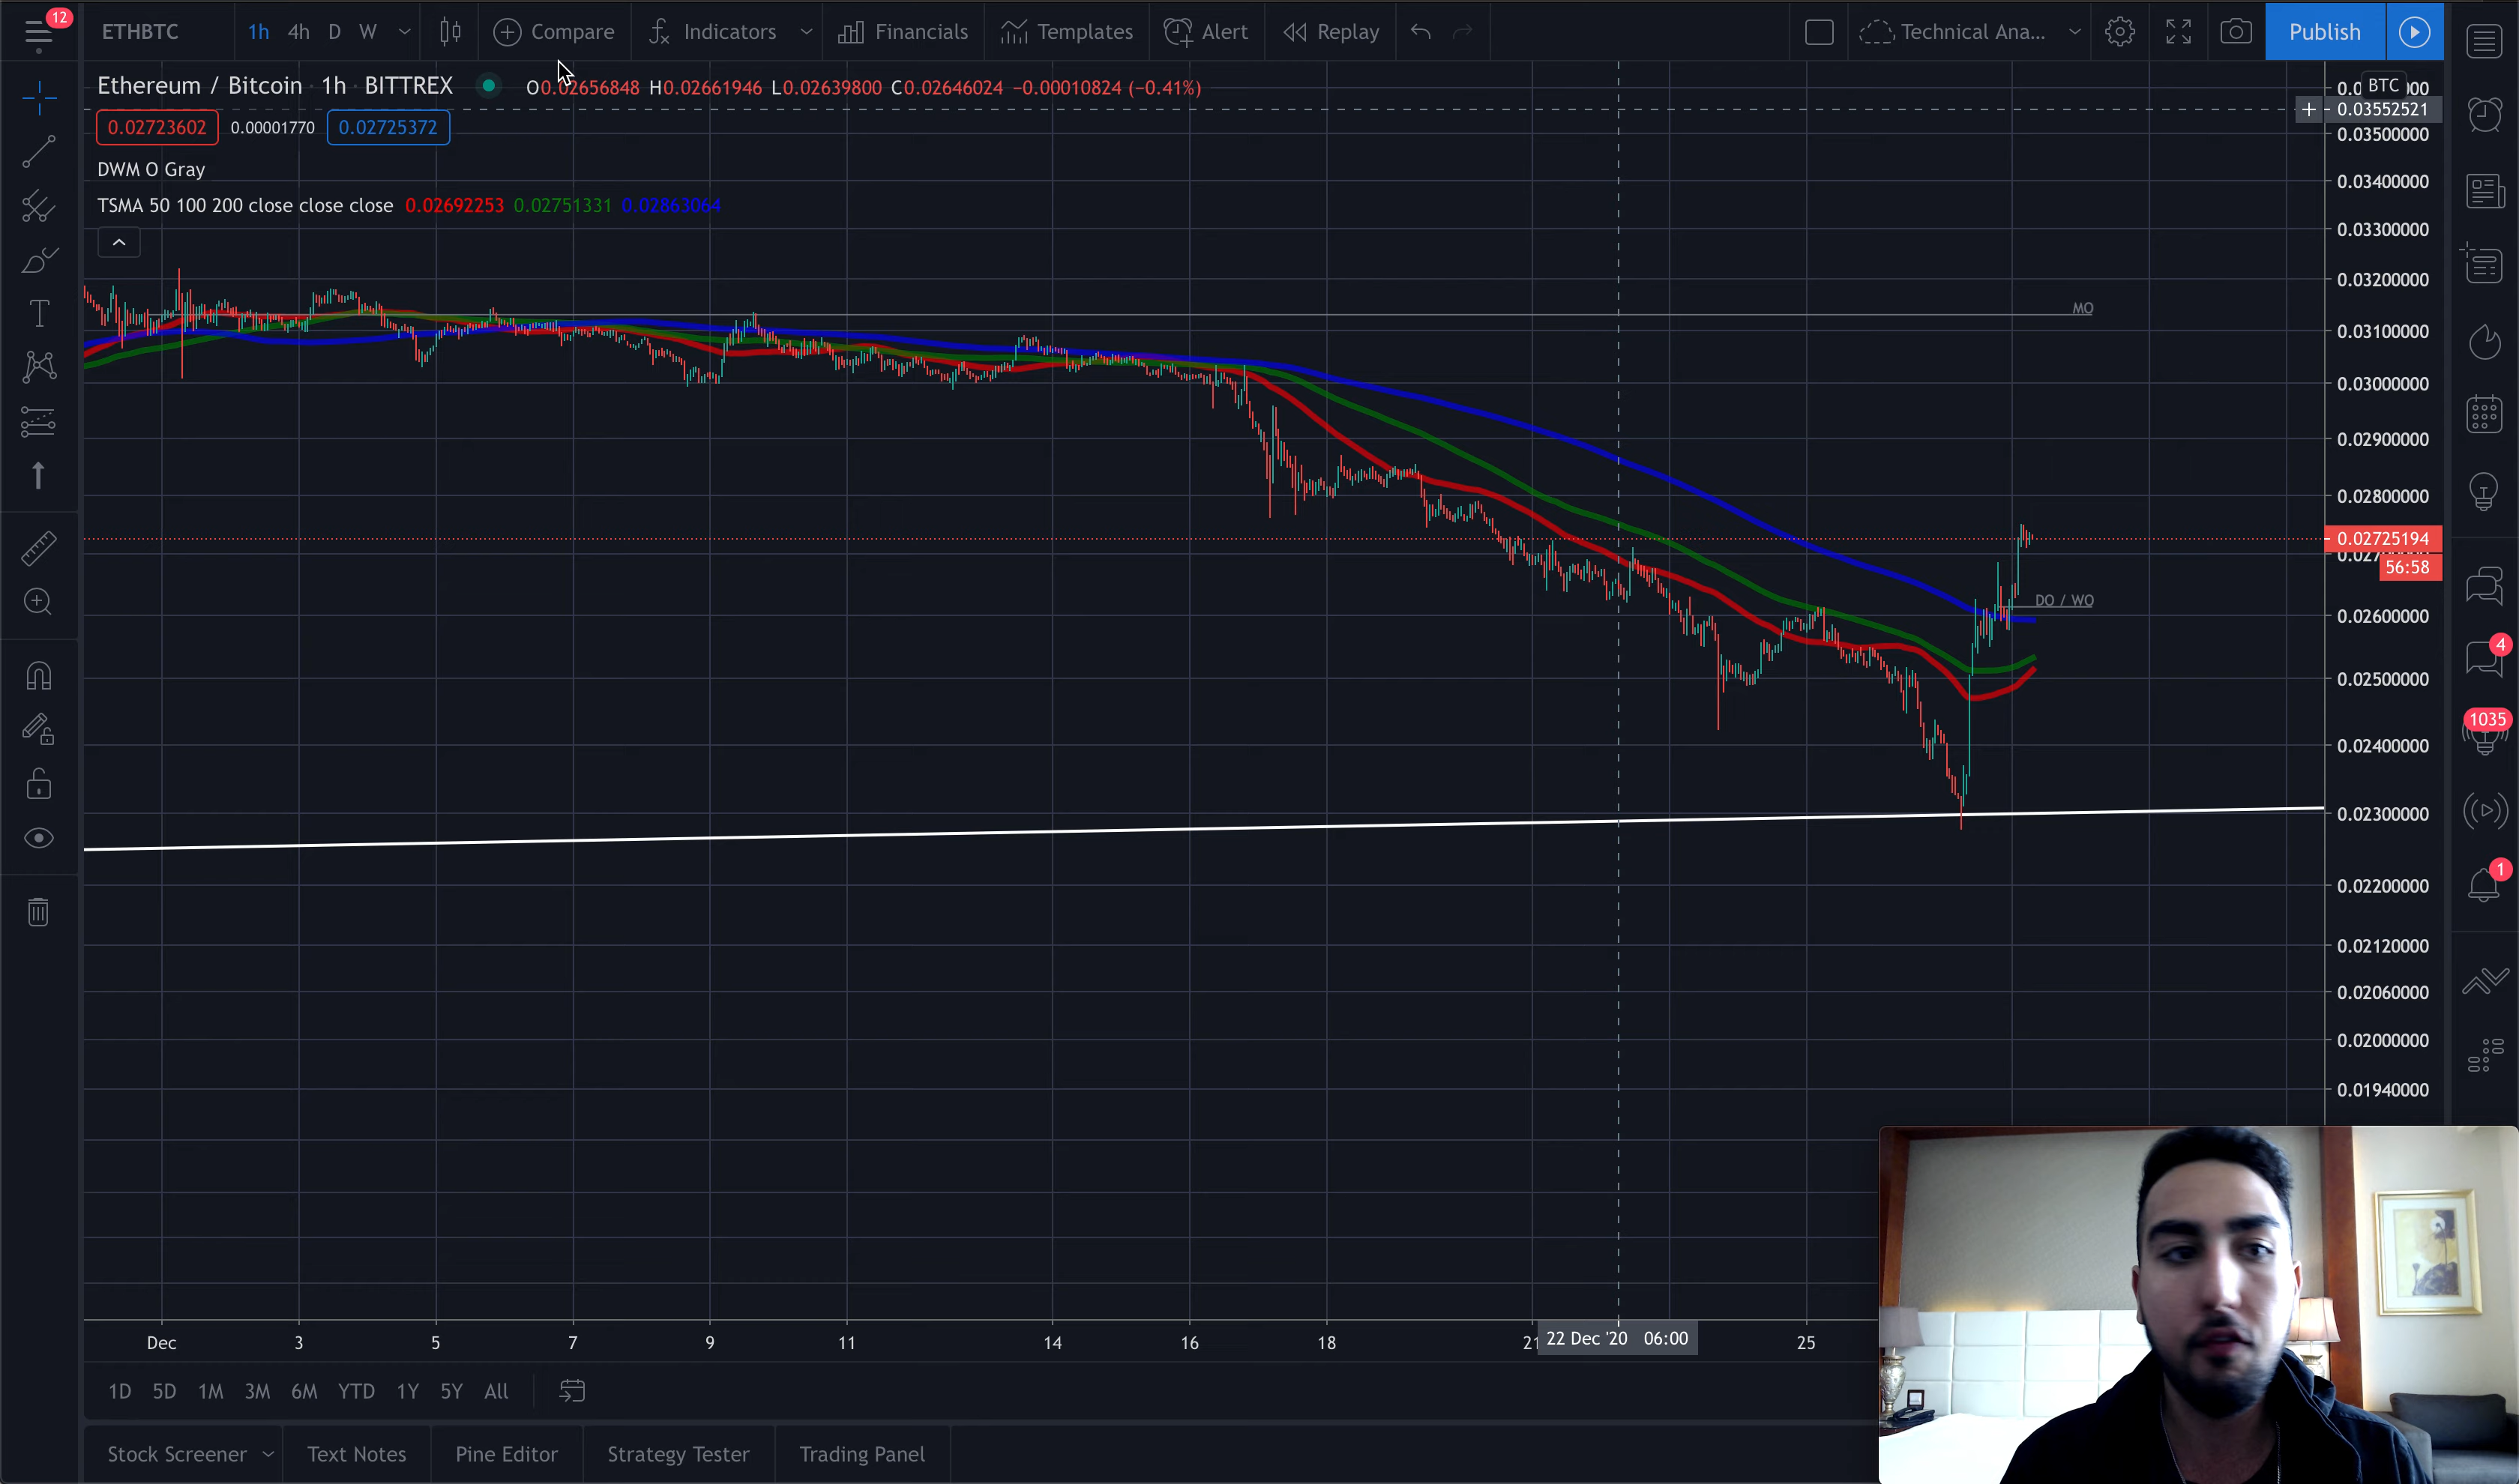 12 ETHBTC 1h 4h D W Compare Indicators Financials Templates Alert Replay Technical Ana... Publish
Ethereum / Bitcoin · 1h · BITTREX O0.02656848 H0.02661946 L0.02639800 C0.02646024 −0.00010824 (−0.41%)
BTC
0.03552521
0.02723602 0.00001770 0.02725372
0.03500000
DWM O Gray
0.03400000
TSMA 50 100 200 close close close 0.02692253 0.02751331 0.02863064
0.03300000
0.03200000
MO
0.03100000
0.03000000
0.02900000
0.02800000
0.02725194
56:58
DO / WO
0.02600000
4
0.02500000
1035
0.02400000
0.02300000
1
0.02200000
0.02120000
0.02060000
0.02000000
0.01940000
Dec 3 5 7 9 11 14 16 18 21 22 Dec '20 06:00 25
1D 5D 1M 3M 6M YTD 1Y 5Y All
Stock Screener Text Notes Pine Editor Strategy Tester Trading Panel